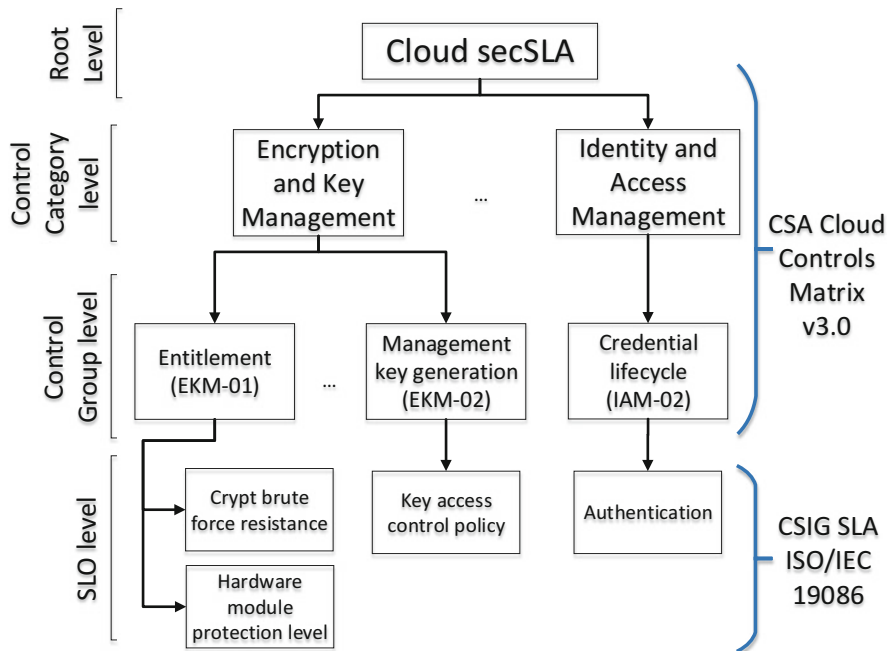 Root
Level
Cloud secSLA
Control
Category
level
Encryption
and Key
Management
...
Identity and
Access
Management
CSA Cloud
Controls
Matrix
v3.0
Control
Group level
Entitlement
(EKM-01)
...
Management
key generation
(EKM-02)
Credential
lifecycle
(IAM-02)
SLO level
Crypt brute
force resistance
Key access
control policy
Authentication
Hardware
module
protection level
CSIG SLA
ISO/IEC
19086